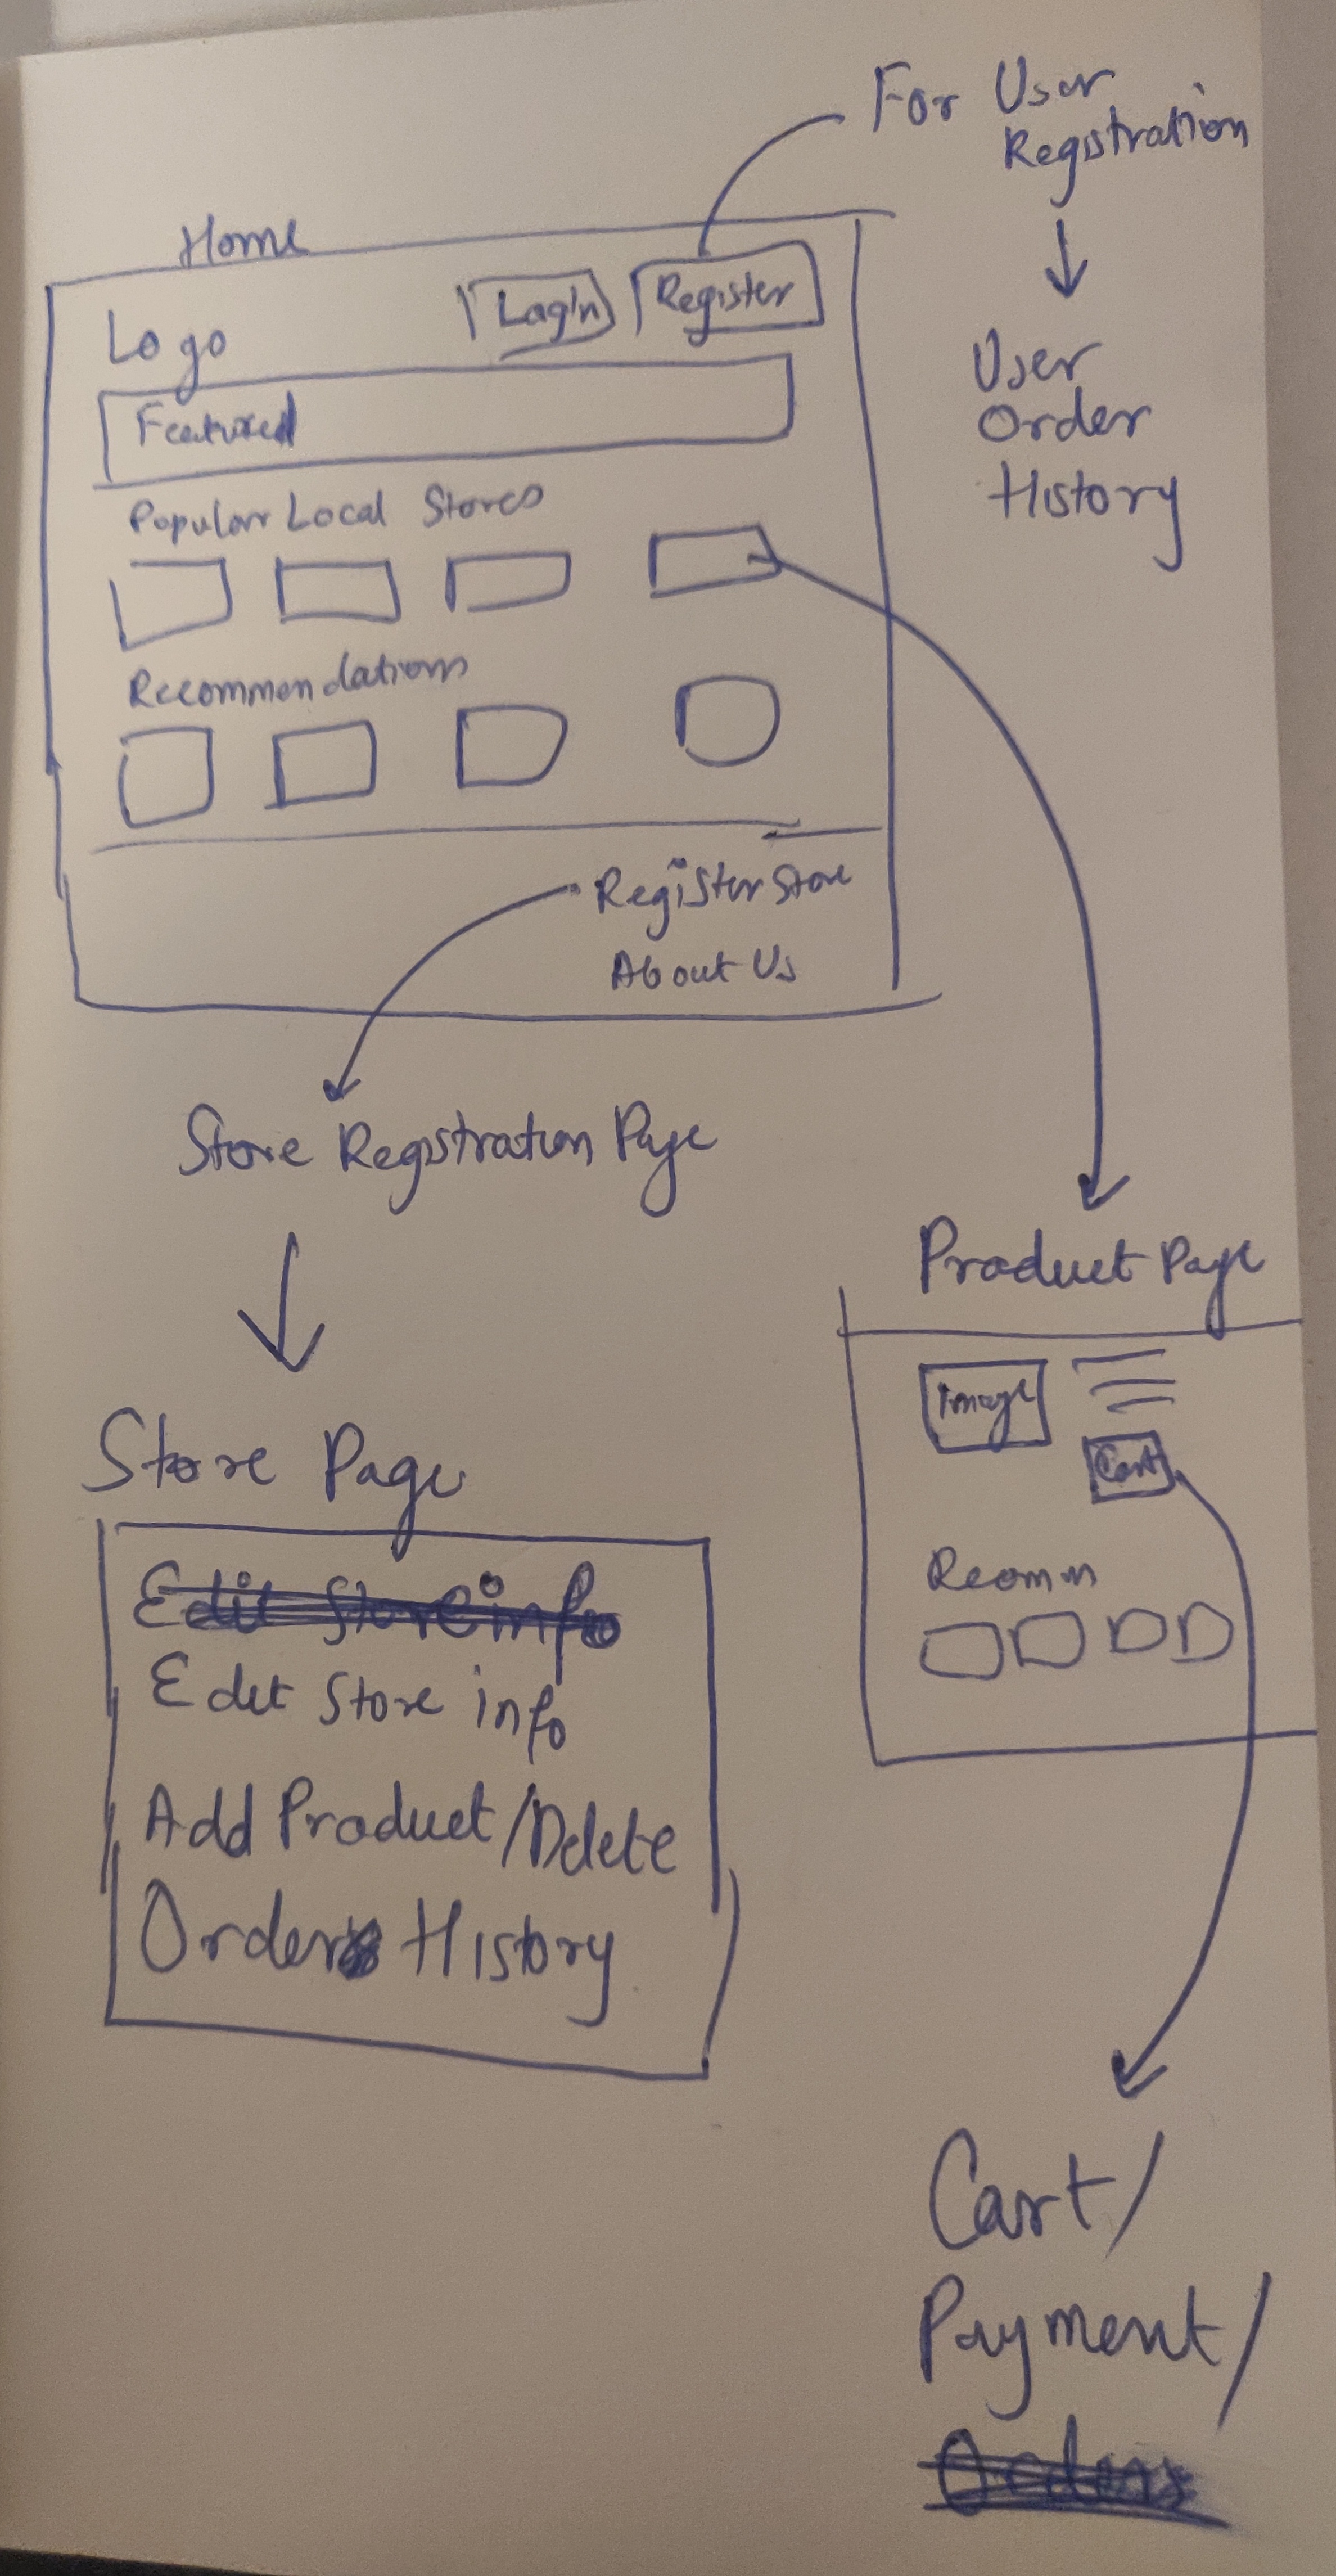 For User
Registration
Home
Logo
Login
Register
User
Order
History
Featured
Popular Local Stores
Recommendations
Register Store
About Us
Store Registration Page
Product Page
Image
Cart
Recomm
Store Page
Edit Store info
Edit Store info
Add Product/Delete
Orders History
Cart/
Payment/
Orders